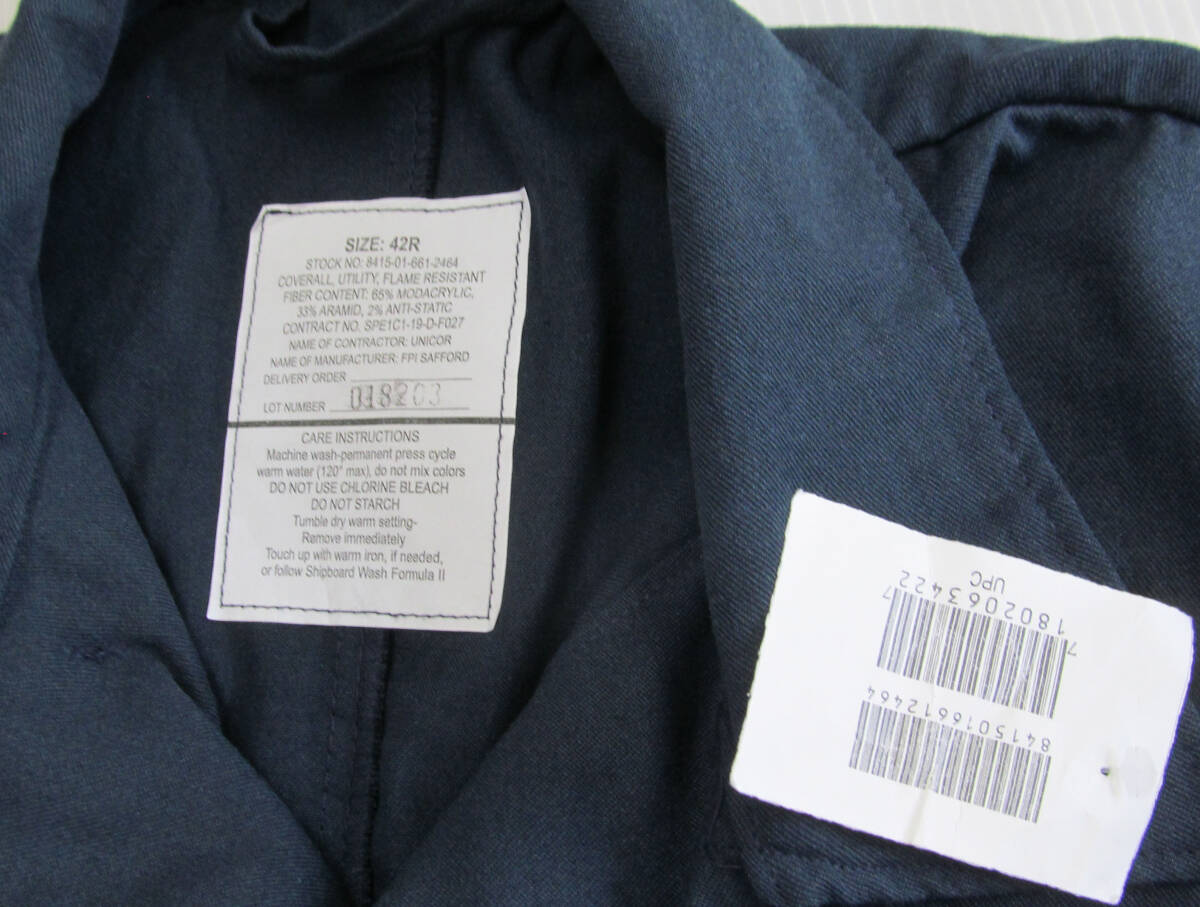 SIZE: 42R
STOCK NO: 8415-01-661-2464
COVERALL, UTILITY, FLAME RESISTANT
FIBER CONTENT: 65% MODACRYLIC,
33% ARAMID, 2% ANTI-STATIC
CONTRACT NO. SPE1C1-19-D-F027
NAME OF CONTRACTOR: UNICOR
NAME OF MANUFACTURER: FPI SAFFORD
DELIVERY ORDER
LOT NUMBER 018203
CARE INSTRUCTIONS
Machine wash-permanent press cycle
warm water (120° max), do not mix colors
DO NOT USE CHLORINE BLEACH
DO NOT STARCH
Tumble dry warm setting-
Remove immediately
Touch up with warm iron, if needed,
or follow Shipboard Wash Formula II
8415016612464
7 18020 63422 7
UPC